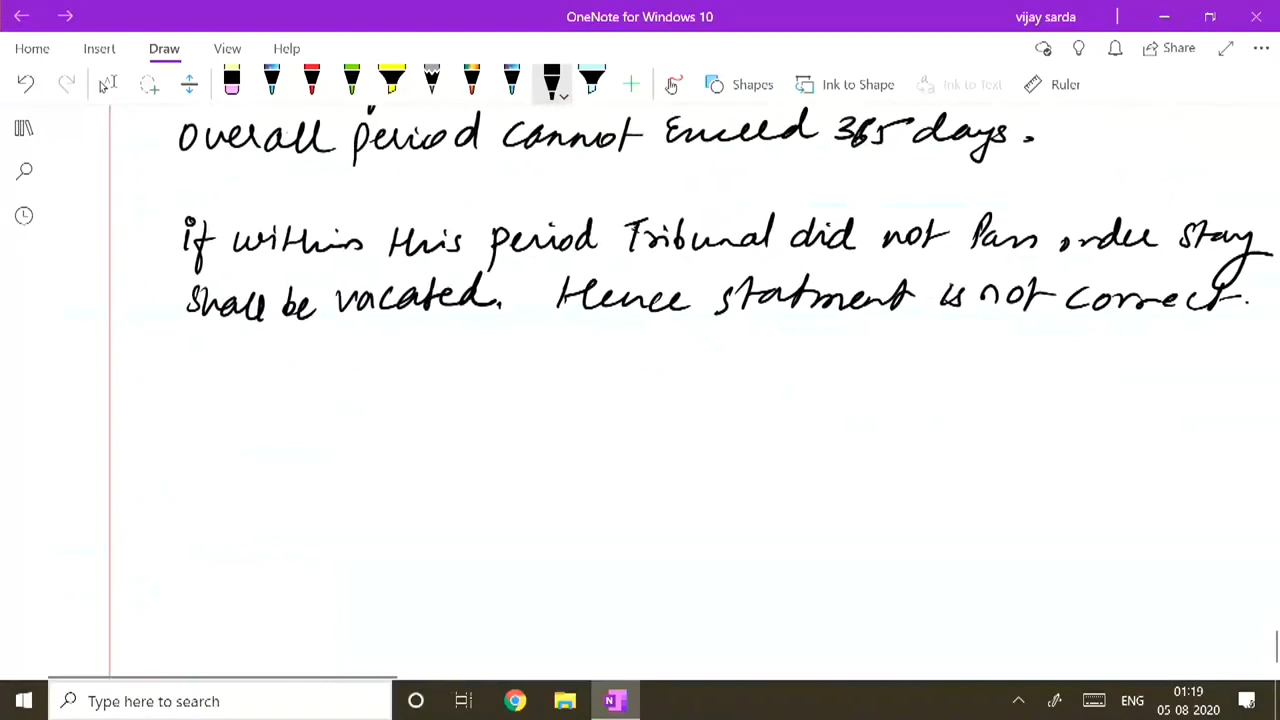 OneNote for Windows 10
vijay sarda
Home Insert Draw View Help
Share
Shapes Ink to Shape Ink to Text Ruler
Overall period cannot Exceed 365 days.
if within this period Tribunal did not Pass order stay
shall be vacated. Hence statment is not correct.
Type here to search
ENG
01:19
05-08-2020